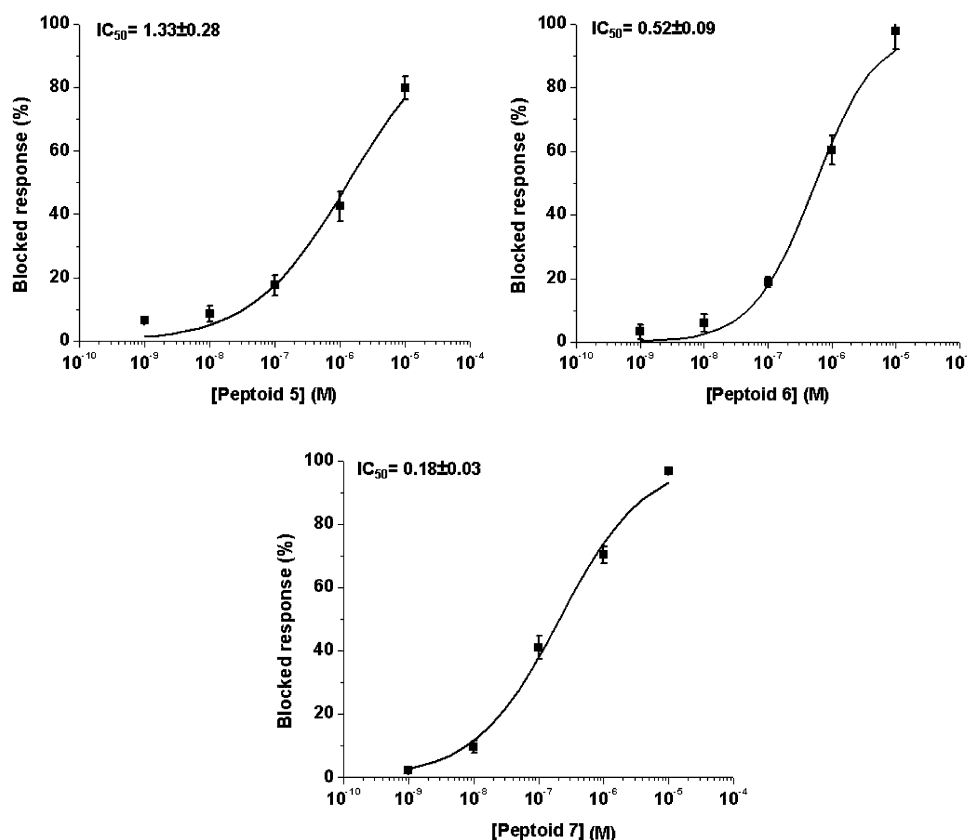 IC₅₀= 1.33±0.28
Blocked response (%)
100
80
60
40
20
0
10⁻¹⁰ 10⁻⁹ 10⁻⁸ 10⁻⁷ 10⁻⁶ 10⁻⁵ 10⁻⁴
[Peptoid 5] (M)
IC₅₀= 0.52±0.09
Blocked response (%)
100
80
60
40
20
0
10⁻¹⁰ 10⁻⁹ 10⁻⁸ 10⁻⁷ 10⁻⁶ 10⁻⁵ 10⁻⁴
[Peptoid 6] (M)
IC₅₀= 0.18±0.03
Blocked response (%)
100
80
60
40
20
0
10⁻¹⁰ 10⁻⁹ 10⁻⁸ 10⁻⁷ 10⁻⁶ 10⁻⁵ 10⁻⁴
[Peptoid 7] (M)